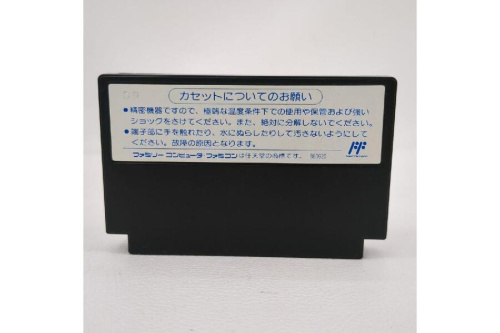 カセットについてのお願い
●精密機器ですので、極端な温度条件下での使用や保管および強い
ショックをさけてください。また、絶対に分解しないでください。
●端子部に手を触れたり、水にぬらしたりして汚さないようにして
ください。故障の原因となります。
ファミリーコンピュータ・ファミコンは任天堂の商標です。